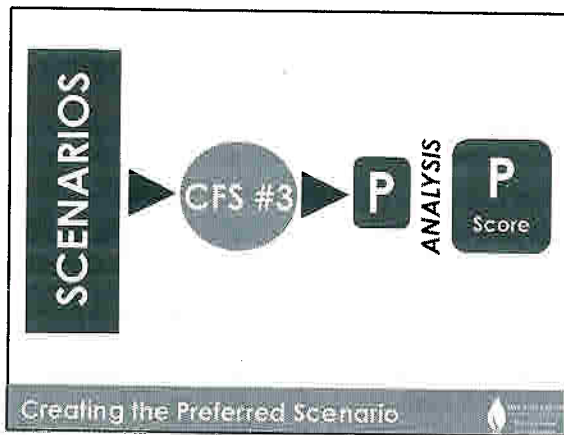 SCENARIOS
CFS #3
P
ANALYSIS
P
Score
Creating the Preferred Scenario